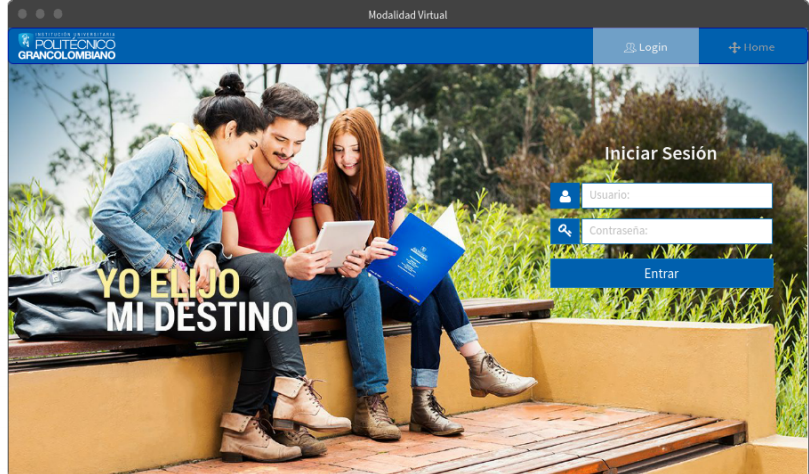 Modalidad Virtual
INSTITUCIÓN UNIVERSITARIA
POLITÉCNICO
GRANCOLOMBIANO
Login
Home
Iniciar Sesión
Usuario:
Contraseña:
Entrar
YO ELIJO
MI DESTINO